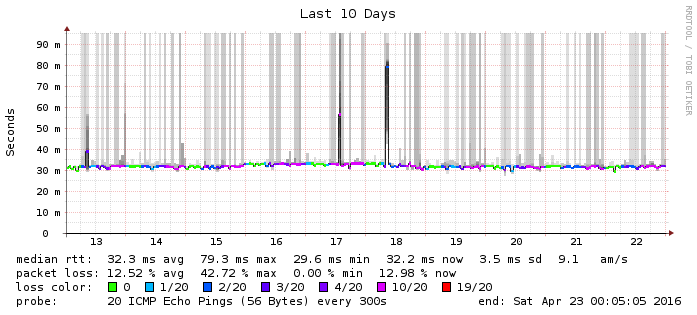 Last 10 Days
RRDTOOL / TOBI OETIKER
Seconds
90 m
80 m
70 m
60 m
50 m
40 m
30 m
20 m
10 m
0
13 14 15 16 17 18 19 20 21 22
median rtt: 32.3 ms avg 79.3 ms max 29.6 ms min 32.2 ms now 3.5 ms sd 9.1 am/s
packet loss: 12.52 % avg 42.72 % max 0.00 % min 12.98 % now
loss color: 0 1/20 2/20 3/20 4/20 10/20 19/20
probe: 20 ICMP Echo Pings (56 Bytes) every 300s end: Sat Apr 23 00:05:05 2016